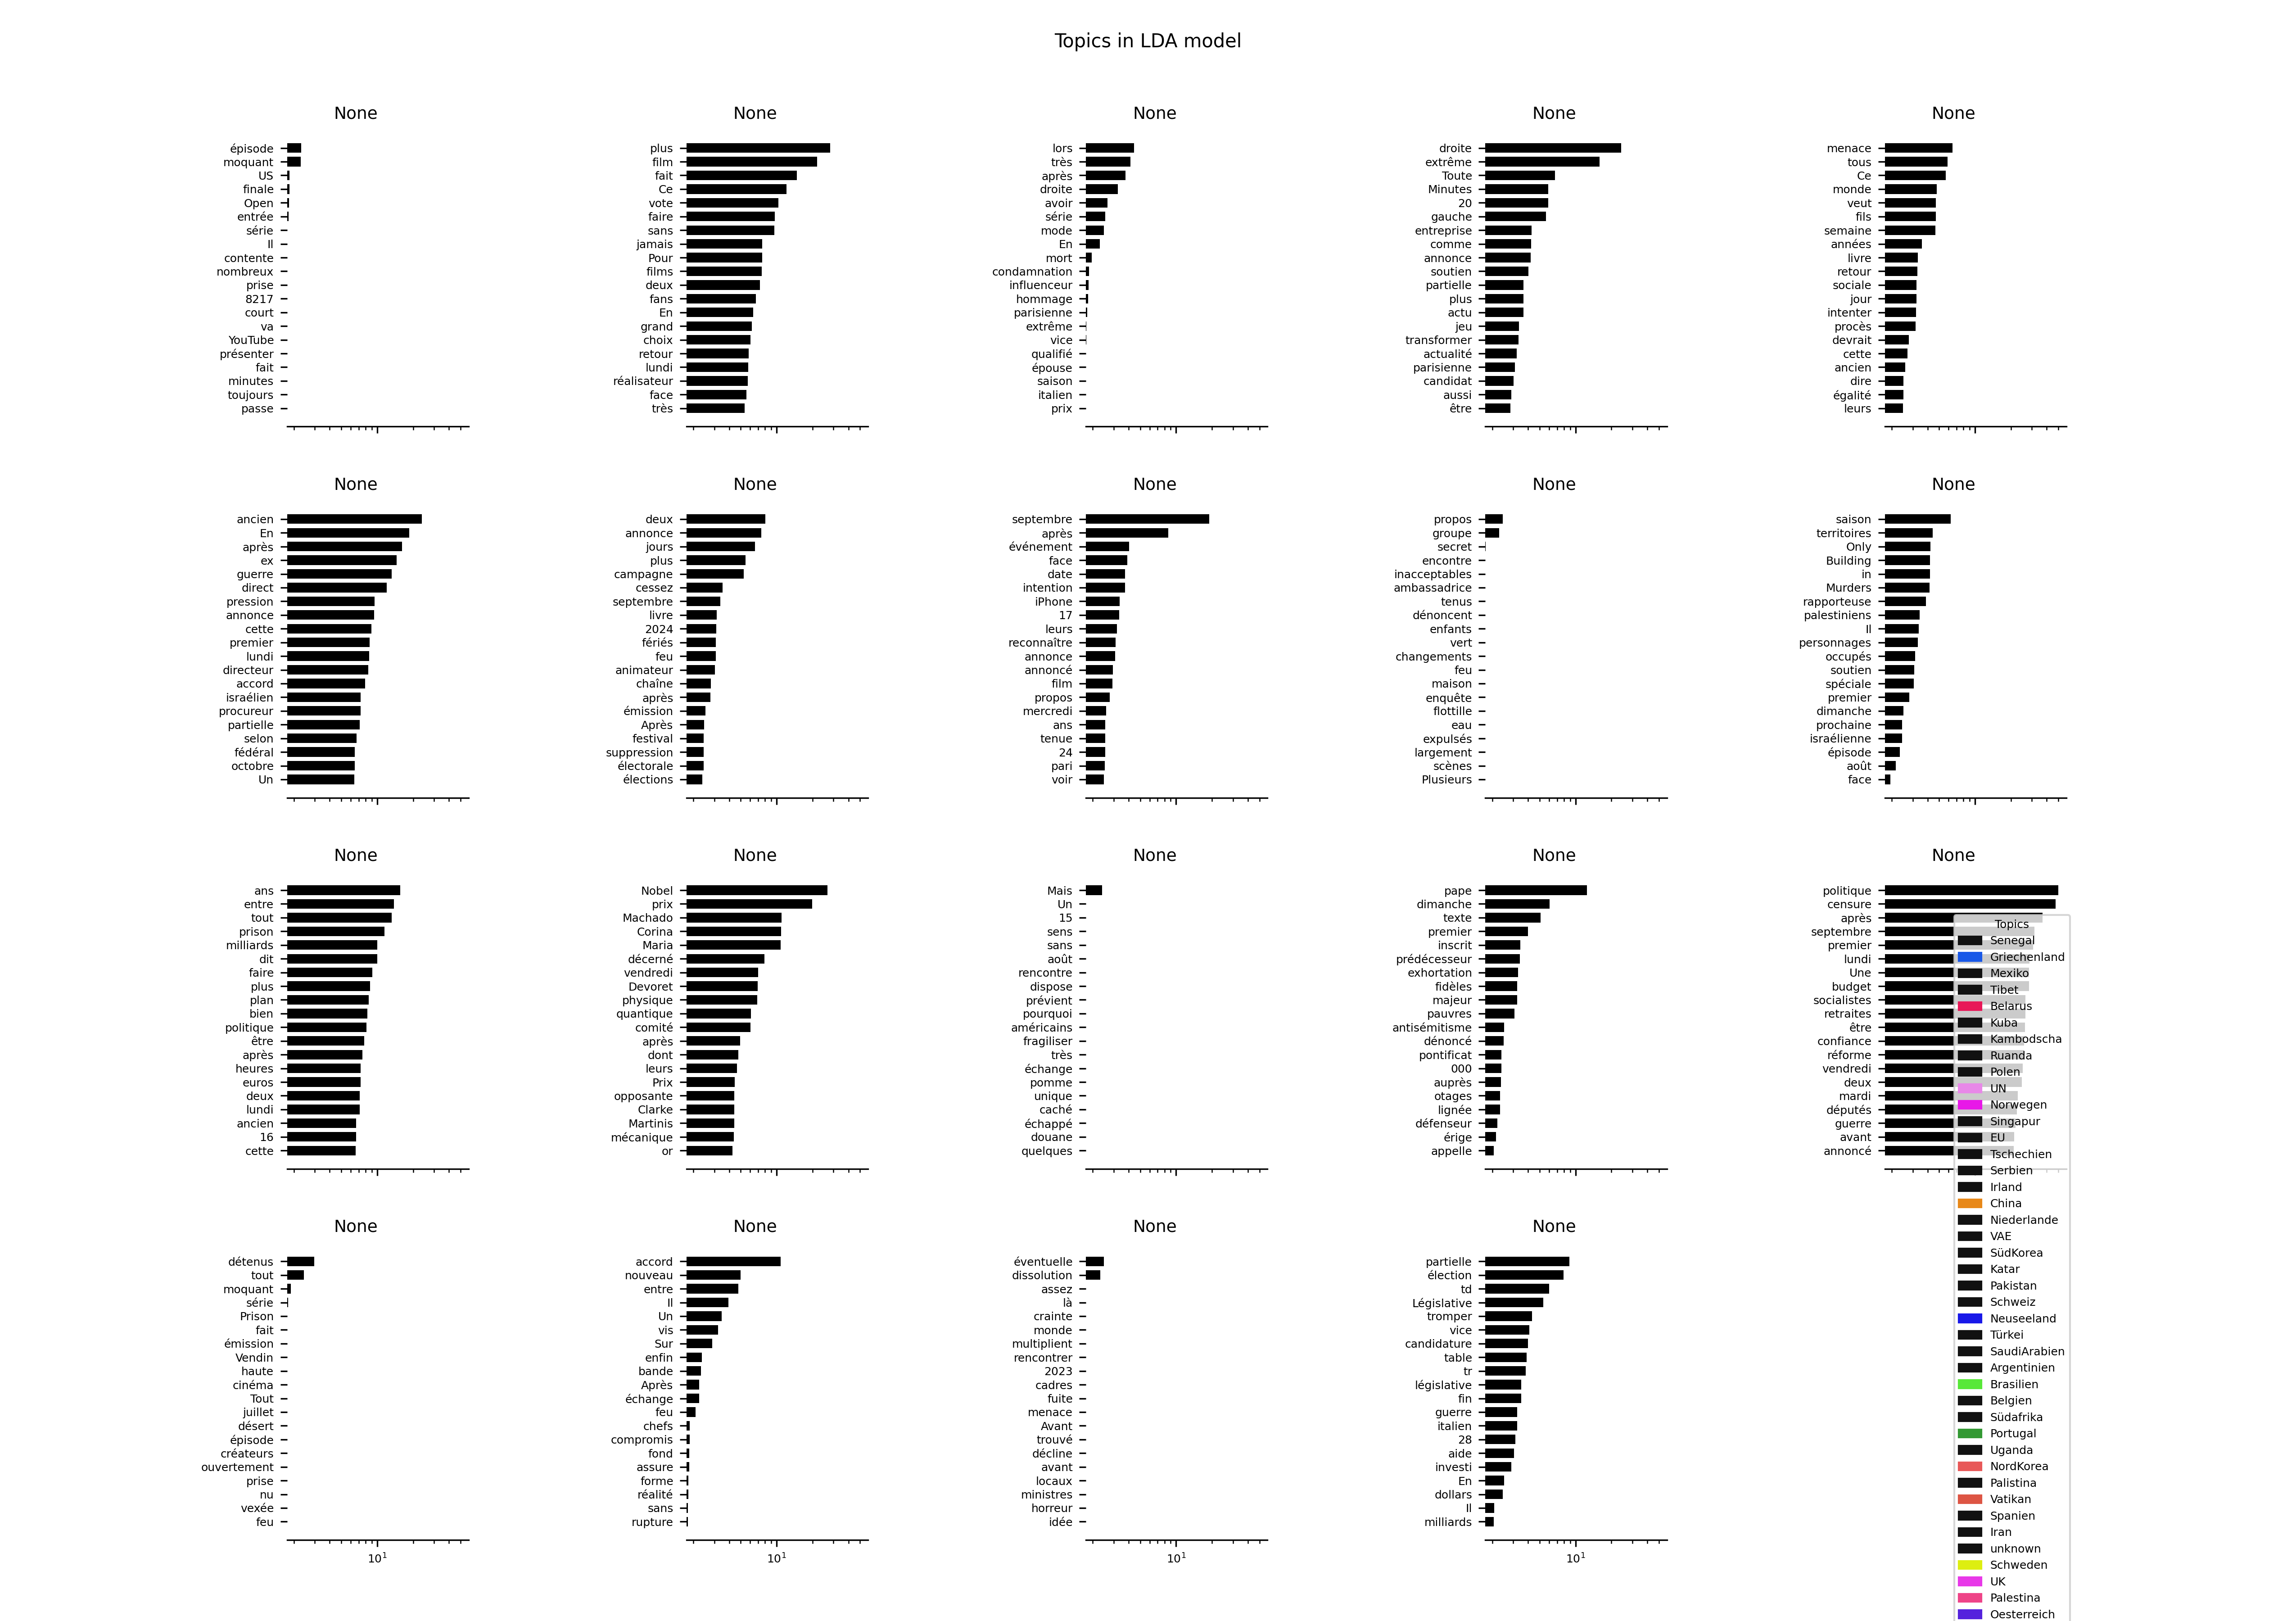 Topics in LDA model
None
épisode
moquant
US
finale
Open
entrée
série
Il
contente
nombreux
prise
8217
court
va
YouTube
présenter
fait
minutes
toujours
passe
None
plus
film
fait
Ce
vote
faire
sans
jamais
Pour
films
deux
fans
En
grand
choix
retour
lundi
réalisateur
face
très
None
lors
très
après
droite
avoir
série
mode
En
mort
condamnation
influenceur
hommage
parisienne
extrême
vice
qualifié
épouse
saison
italien
prix
None
droite
extrême
Toute
Minutes
20
gauche
entreprise
comme
annonce
soutien
partielle
plus
actu
jeu
transformer
actualité
parisienne
candidat
aussi
être
None
menace
tous
Ce
monde
veut
fils
semaine
années
livre
retour
sociale
jour
intenter
procès
devrait
cette
ancien
dire
égalité
leurs
None
ancien
En
après
ex
guerre
direct
pression
annonce
cette
premier
lundi
directeur
accord
israélien
procureur
partielle
selon
fédéral
octobre
Un
None
deux
annonce
jours
plus
campagne
cessez
septembre
livre
2024
fériés
feu
animateur
chaîne
après
émission
Après
festival
suppression
électorale
élections
None
septembre
après
événement
face
date
intention
iPhone
17
leurs
reconnaître
annonce
annoncé
film
propos
mercredi
ans
tenue
24
pari
voir
None
propos
groupe
secret
encontre
inacceptables
ambassadrice
tenus
dénoncent
enfants
vert
changements
feu
maison
enquête
flottille
eau
expulsés
largement
scènes
Plusieurs
None
saison
territoires
Only
Building
in
Murders
rapporteuse
palestiniens
Il
personnages
occupés
soutien
spéciale
premier
dimanche
prochaine
israélienne
épisode
août
face
None
ans
entre
tout
prison
milliards
dit
faire
plus
plan
bien
politique
être
après
heures
euros
deux
lundi
ancien
16
cette
None
Nobel
prix
Machado
Corina
Maria
décerné
vendredi
Devoret
physique
quantique
comité
après
dont
leurs
Prix
opposante
Clarke
Martinis
mécanique
or
None
Mais
Un
15
sens
sans
août
rencontre
dispose
prévient
pourquoi
américains
fragiliser
très
échange
pomme
unique
caché
échappé
douane
quelques
None
pape
dimanche
texte
premier
inscrit
prédécesseur
exhortation
fidèles
majeur
pauvres
antisémitisme
dénoncé
pontificat
000
auprès
otages
lignée
défenseur
érige
appelle
None
politique
censure
après
septembre
premier
lundi
Une
budget
socialistes
retraites
être
confiance
réforme
vendredi
deux
mardi
députés
guerre
avant
annoncé
None
détenus
tout
moquant
série
Prison
fait
émission
Vendin
haute
cinéma
Tout
juillet
désert
épisode
créateurs
ouvertement
prise
nu
vexée
feu
10¹
None
accord
nouveau
entre
Il
Un
vis
Sur
enfin
bande
Après
échange
feu
chefs
compromis
fond
assure
forme
réalité
sans
rupture
10¹
None
éventuelle
dissolution
assez
là
crainte
monde
multiplient
rencontrer
2023
cadres
fuite
menace
Avant
trouvé
décline
avant
locaux
ministres
horreur
idée
10¹
None
partielle
élection
td
Législative
tromper
vice
candidature
table
tr
législative
fin
guerre
italien
28
aide
investi
En
dollars
Il
milliards
10¹
Topics
Senegal
Griechenland
Mexiko
Tibet
Belarus
Kuba
Kambodscha
Ruanda
Polen
UN
Norwegen
Singapur
EU
Tschechien
Serbien
Irland
China
Niederlande
VAE
SüdKorea
Katar
Pakistan
Schweiz
Neuseeland
Türkei
SaudiArabien
Argentinien
Brasilien
Belgien
Südafrika
Portugal
Uganda
NordKorea
Palistina
Vatikan
Spanien
Iran
unknown
Schweden
UK
Palestina
Oesterreich